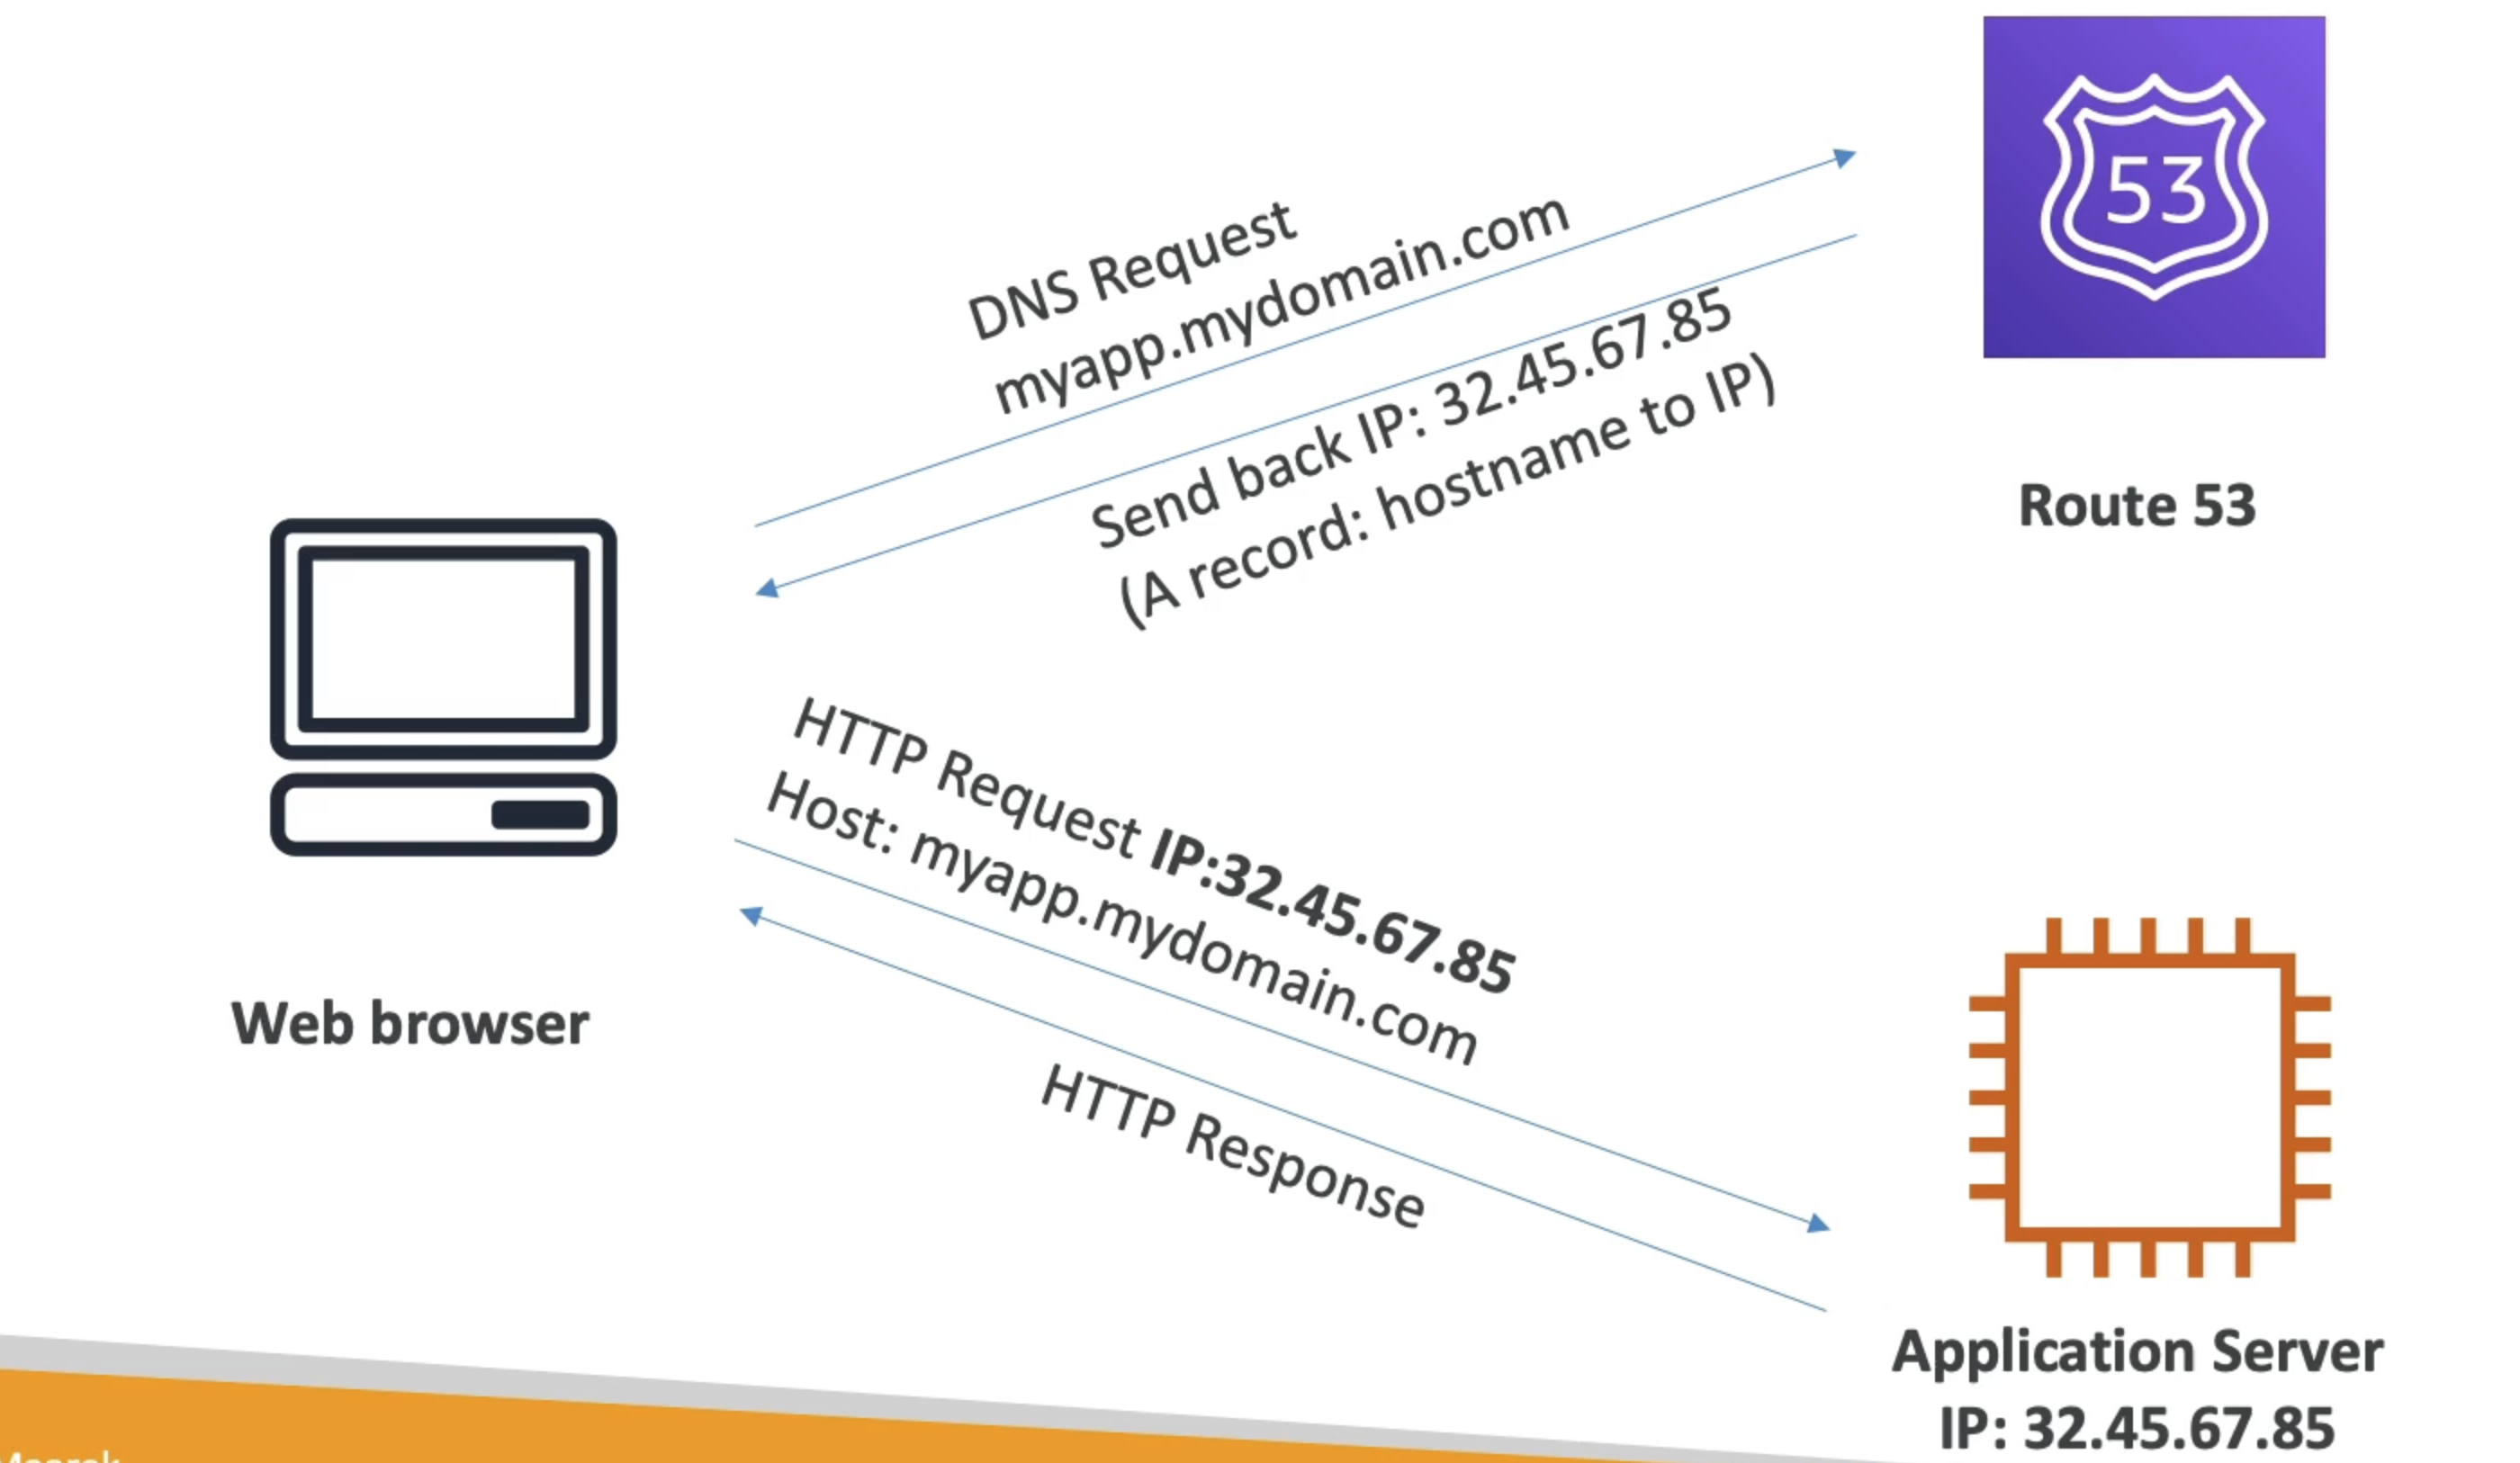 53
DNS Request
myapp.mydomain.com
Send back IP: 32.45.67.85
(A record: hostname to IP)
Route 53
HTTP Request IP:32.45.67.85
Host: myapp.mydomain.com
Web browser
HTTP Response
Application Server
IP: 32.45.67.85